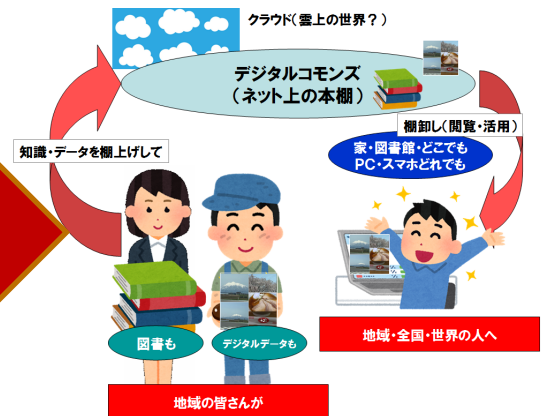 クラウド(雲上の世界?)
デジタルコモンズ
(ネット上の本棚)
棚卸し(閲覧・活用)
家・図書館・どこでも
PC・スマホどれでも
知識・データを棚上げして
図書も
デジタルデータも
地域の皆さんが
地域・全国・世界の人へ